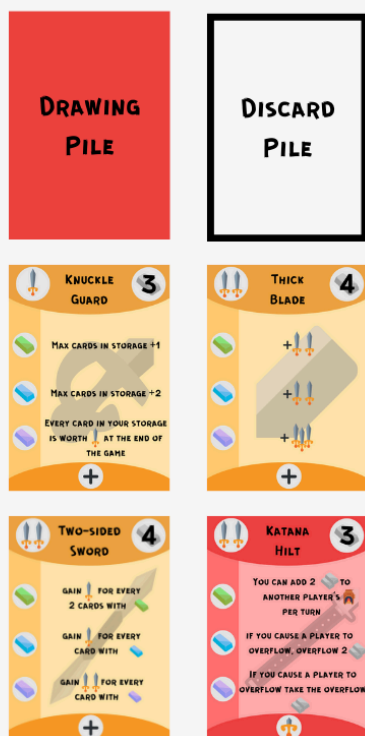 DRAWING
PILE
DISCARD
PILE
KNUCKLE
GUARD
3
MAX CARDS IN STORAGE +1
MAX CARDS IN STORAGE +2
EVERY CARD IN YOUR STORAGE
IS WORTH AT THE END OF
THE GAME
+
THICK
BLADE
4
+
+
+
+
TWO-SIDED
SWORD
4
GAIN FOR EVERY
2 CARDS WITH
GAIN FOR EVERY
CARD WITH
GAIN FOR EVERY
CARD WITH
+
KATANA
HILT
3
YOU CAN ADD 2 TO
ANOTHER PLAYER'S
PER TURN
IF YOU CAUSE A PLAYER TO
OVERFLOW, OVERFLOW 2
IF YOU CAUSE A PLAYER TO
OVERFLOW TAKE THE OVERFLOW